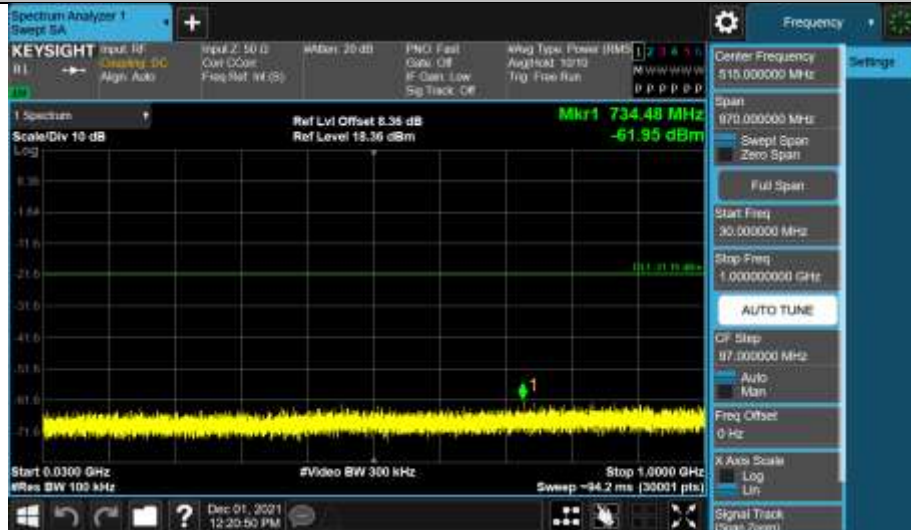 Spectrum Analyzer 1
Swept SA
+
Frequency
KEYSIGHT
Input: RF
Coupling: DC
Align: Auto
Input Z: 50 Ω
Corr CCorr
Freq Ref: Int (S)
#Atten: 20 dB
PNO: Fast
Gate: Off
IF Gain: Low
Sig Track: Off
#Avg Type: Power (RMS
Avg|Hold: 10/10
Trig: Free Run
1 2 3 4 5 6
M W W W W W
P P P P P P
Center Frequency
515.000000 MHz
Settings
Span
970.000000 MHz
Swept Span
Zero Span
Full Span
Start Freq
30.000000 MHz
Stop Freq
1.000000000 GHz
AUTO TUNE
CF Step
97.000000 MHz
Auto
Man
Freq Offset
0 Hz
X Axis Scale
Log
Lin
Signal Track
(Span Zoom)
1 Spectrum
Scale/Div 10 dB
Log
Ref Lvl Offset 8.36 dB
Ref Level 18.36 dBm
Mkr1 734.48 MHz
-61.95 dBm
8.36
-1.64
-11.6
-21.6
-31.6
-41.6
-51.6
-61.6
-71.6
1
Start 0.0300 GHz
#Res BW 100 kHz
#Video BW 300 kHz
Stop 1.0000 GHz
Sweep ~94.2 ms (30001 pts)
?
Dec 01, 2021
12:20:50 PM